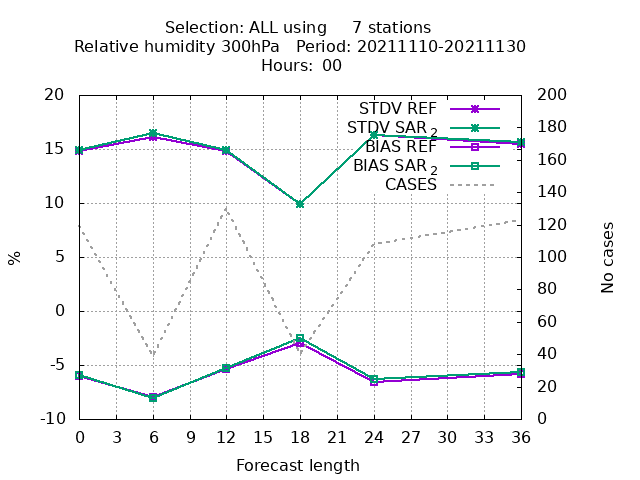 Selection: ALL using 7 stations
Relative humidity 300hPa Period: 20211110-20211130
Hours: 00
20 200
STDV REF
180
STDV SAR 2
15 BIAS REF 160
BIAS SAR 2
CASES 140
10
120
% 5 100 No cases
80
0
60
-5 40
20
-10 0
0 3 6 9 12 15 18 21 24 27 30 33 36
Forecast length